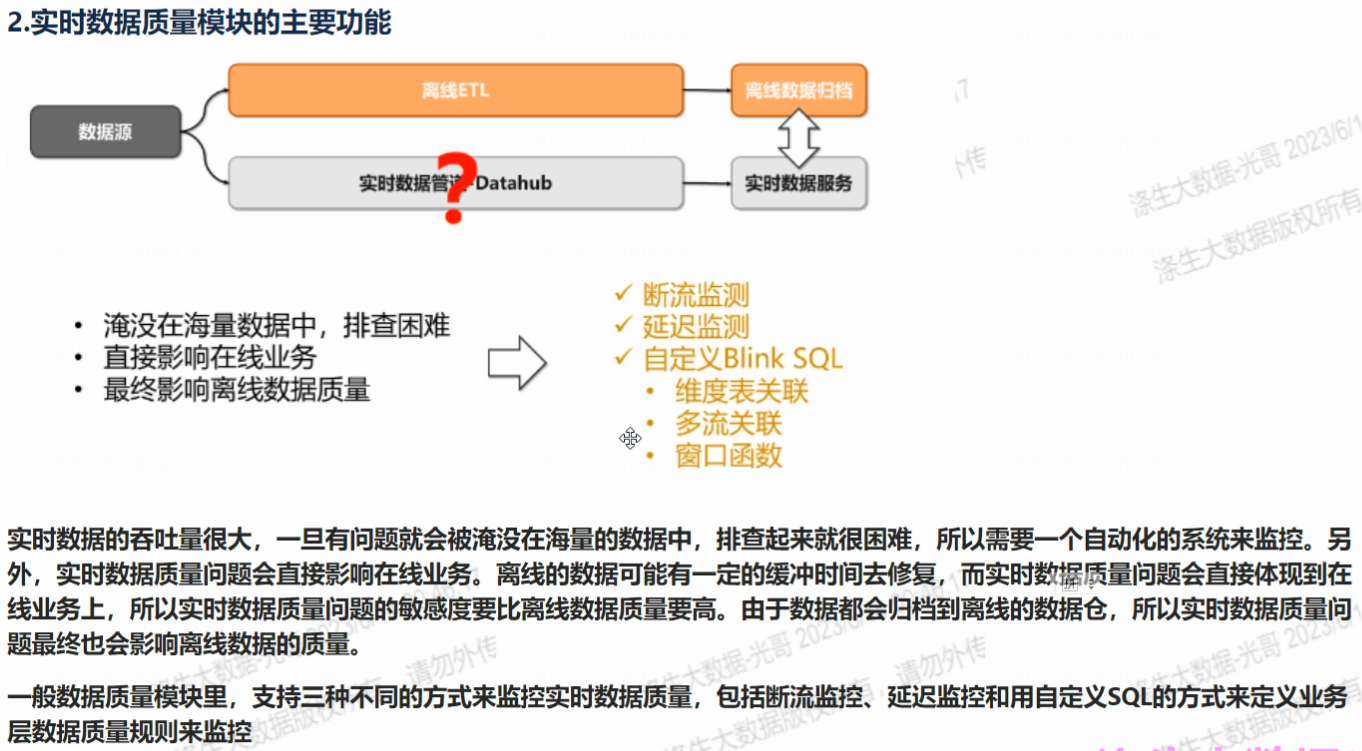 2.实时数据质量模块的主要功能
离线ETL
离线数据归档
数据源
实时数据管道-Datahub
?
实时数据服务
17
外传
涤生大数据-光哥 2023/6/1
涤生大数据版权所有
• 淹没在海量数据中，排查困难
• 直接影响在线业务
• 最终影响离线数据质量
✓ 断流监测
✓ 延迟监测
✓ 自定义Blink SQL
• 维度表关联
• 多流关联
• 窗口函数
实时数据的吞吐量很大，一旦有问题就会被淹没在海量的数据中，排查起来就很困难，所以需要一个自动化的系统来监控。另
外，实时数据质量问题会直接影响在线业务。离线的数据可能有一定的缓冲时间去修复，而实时数据质量问题会直接体现到在
线业务上，所以实时数据质量问题的敏感度要比离线数据质量要高。由于数据都会归档到离线的数据仓，所以实时数据质量问
题最终也会影响离线数据的质量。
一般数据质量模块里，支持三种不同的方式来监控实时数据质量，包括断流监控、延迟监控和用自定义SQL的方式来定义业务
层数据质量规则来监控